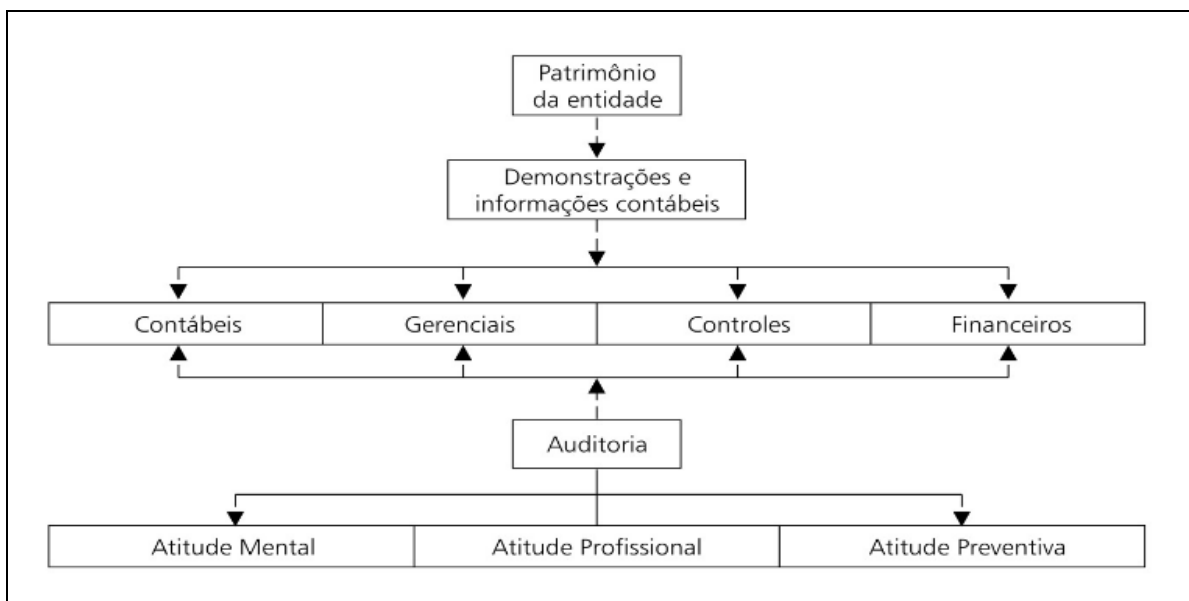 Patrimônio
da entidade
Demonstrações e
informações contábeis
Contábeis
Gerenciais
Controles
Financeiros
Auditoria
Atitude Mental
Atitude Profissional
Atitude Preventiva